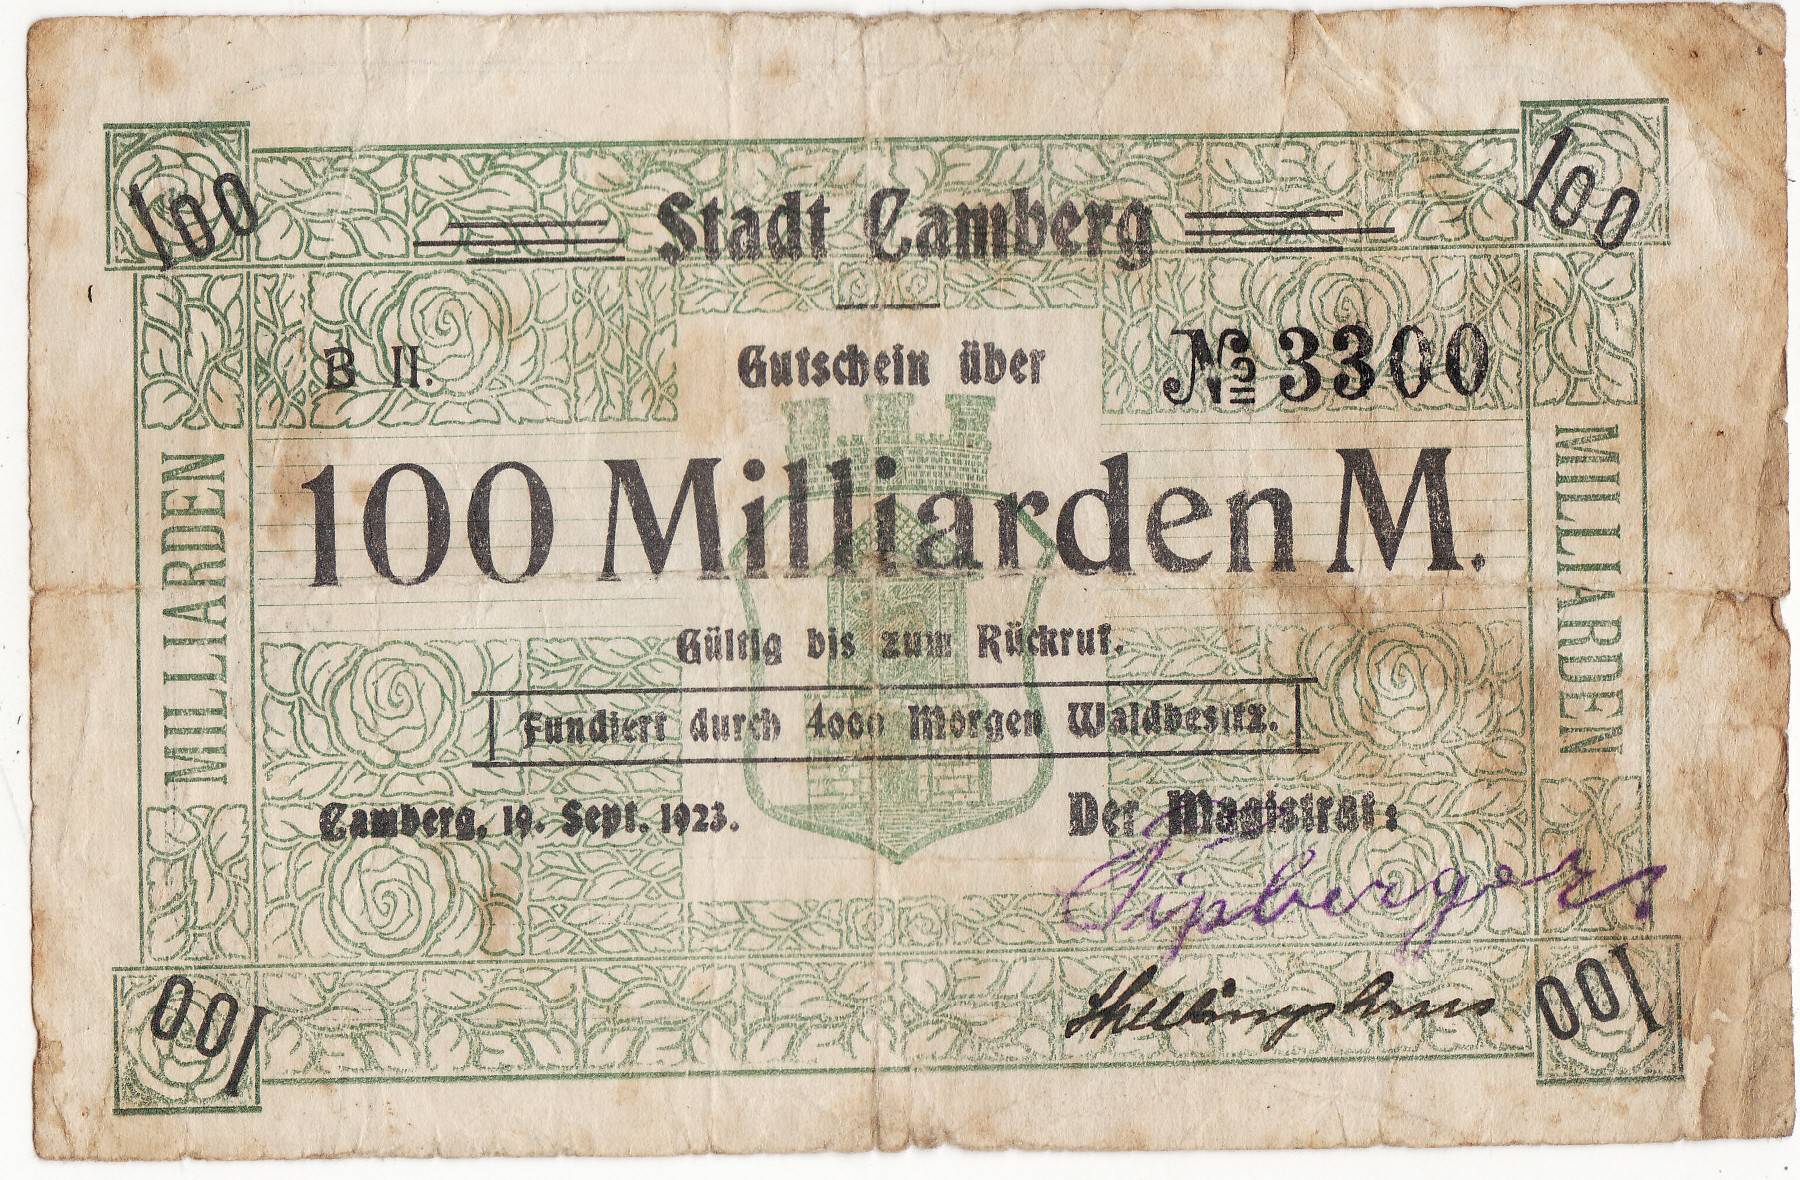 100 100
Stadt Camberg
B II. Gutschein über № 3300
100 Milliarden M.
MILLIARDEN MILLIARDEN
Gültig bis zum Rückruf.
Fundiert durch 4000 Morgen Waldbesitz.
Camberg, 19. Sept. 1923. Der Magistrat:
Pipberger
100 100